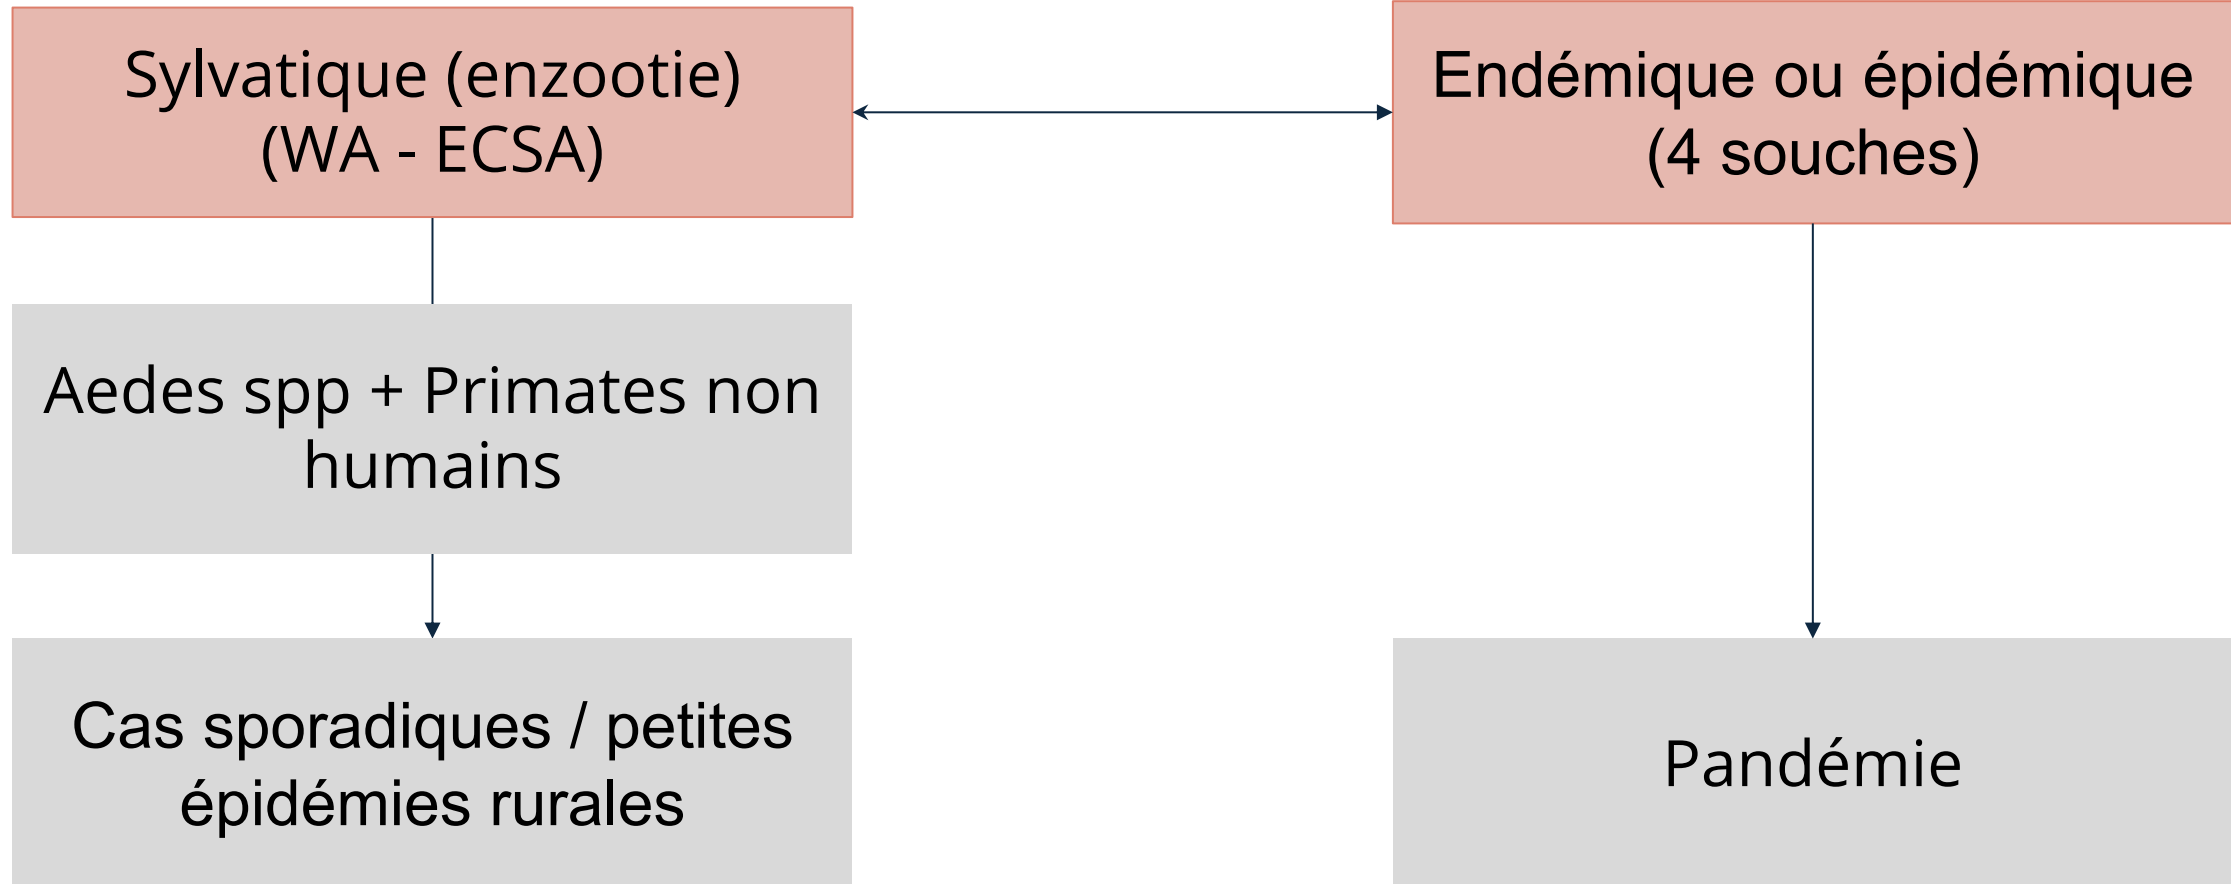 Sylvatique (enzootie)
(WA - ECSA)
Endémique ou épidémique
(4 souches)
Aedes spp + Primates non
humains
Cas sporadiques / petites
épidémies rurales
Pandémie